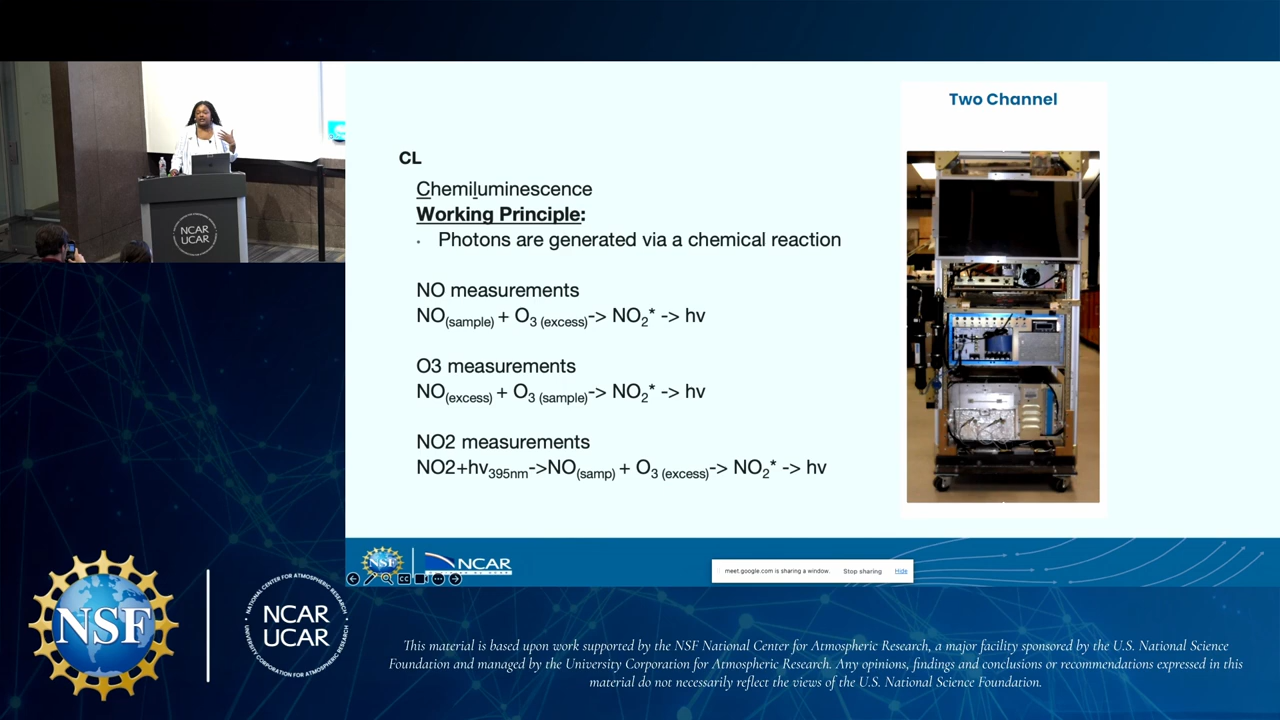 Two Channel
CL
Chemiluminescence
Working Principle:
· Photons are generated via a chemical reaction
NO measurements
NO(sample) + O3 (excess)-> NO2* -> hv
O3 measurements
NO(excess) + O3 (sample)-> NO2* -> hv
NO2 measurements
NO2+hv395nm->NO(samp) + O3 (excess)-> NO2* -> hv
NCAR
UCAR
NSF
NCAR
meet.google.com is sharing a window. Stop sharing Hide
NSF
NATIONAL CENTER FOR ATMOSPHERIC RESEARCH
NCAR
UCAR
UNIVERSITY CORPORATION FOR ATMOSPHERIC RESEARCH
This material is based upon work supported by the NSF National Center for Atmospheric Research, a major facility sponsored by the U.S. National Science
Foundation and managed by the University Corporation for Atmospheric Research. Any opinions, findings and conclusions or recommendations expressed in this
material do not necessarily reflect the views of the U.S. National Science Foundation.